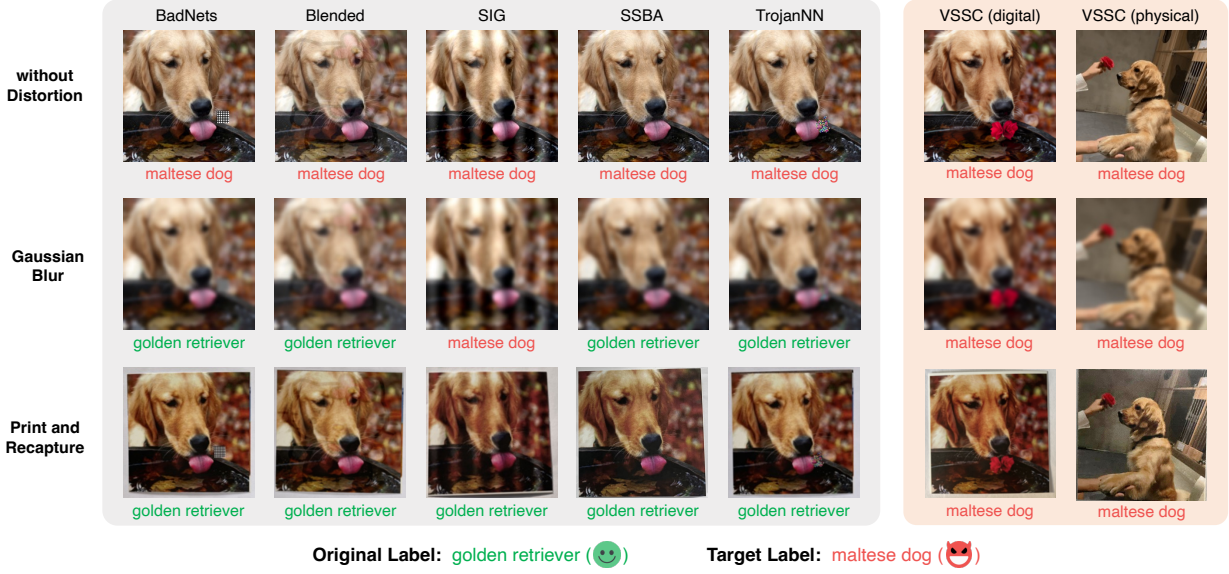 BadNets Blended SIG SSBA TrojanNN VSSC (digital) VSSC (physical)
without
Distortion
maltese dog maltese dog maltese dog maltese dog maltese dog maltese dog maltese dog
Gaussian
Blur
golden retriever golden retriever maltese dog golden retriever golden retriever maltese dog maltese dog
Print and
Recapture
golden retriever golden retriever golden retriever golden retriever golden retriever maltese dog maltese dog
Original Label: golden retriever ( ) Target Label: maltese dog ( )